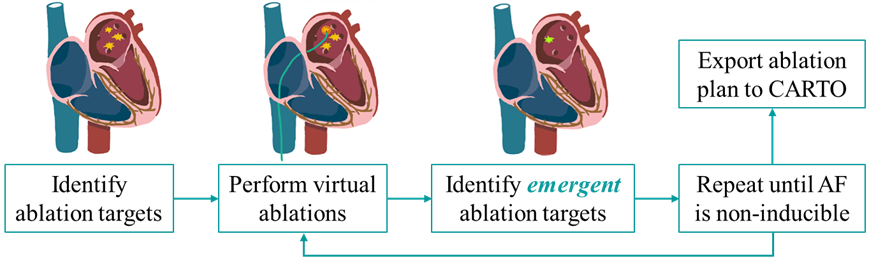 Export ablation
plan to CARTO
Identify
ablation targets
Perform virtual
ablations
Identify emergent
ablation targets
Repeat until AF
is non-inducible